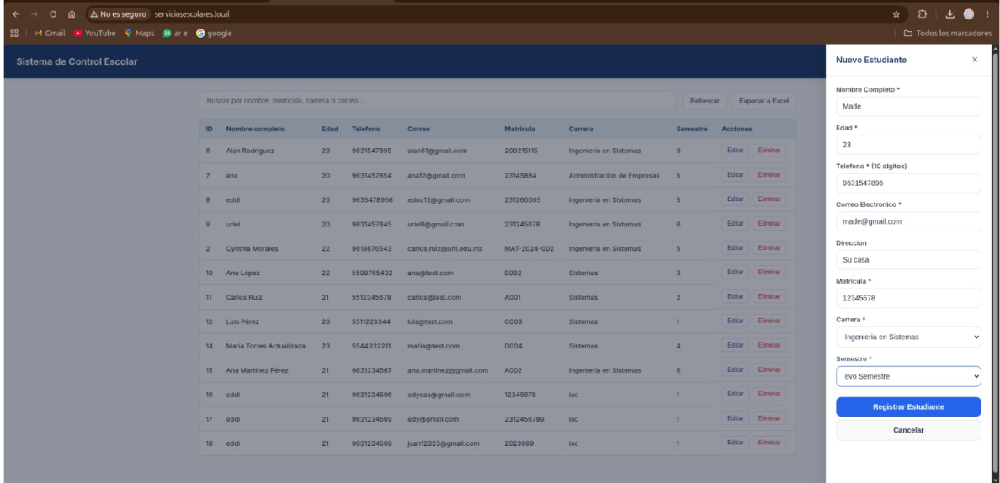 No es seguro serviciosescolares.local
Gmail YouTube Maps ar e google Todos los marcadores
Sistema de Control Escolar
Buscar por nombre, matricula, carrera o correo... Refrescar Exportar a Excel
ID Nombre completo Edad Telefono Correo Matricula Carrera Semestre Acciones
6 Alan Rodriguez 23 9631547895 alan61@gmail.com 200215115 Ingenieria en Sistemas 9 Editar Eliminar
7 ana 20 9631457854 ana12@gmail.com 23145884 Administracion de Empresas 5 Editar Eliminar
8 eddi 20 9635478956 eduu12@gmail.com 231260005 Ingenieria en Sistemas 5 Editar Eliminar
9 uriel 20 9631457845 urielll@gmail.com 231245678 Ingenieria en Sistemas 6 Editar Eliminar
2 Cynthia Morales 22 9619876543 carlos.ruiz@uni.edu.mx MAT-2024-002 Ingenieria en Sistemas 5 Editar Eliminar
10 Ana López 22 5598765432 ana@test.com B002 Sistemas 3 Editar Eliminar
11 Carlos Ruiz 21 5512345678 carlos@test.com A001 Sistemas 2 Editar Eliminar
12 Luis Pérez 20 5511223344 luis@test.com C003 Sistemas 1 Editar Eliminar
14 María Torres Actualizada 23 5544332211 maria@test.com D004 Sistemas 4 Editar Eliminar
15 Ana Martínez Pérez 21 9631234567 ana.martinez@gmail.com A002 Ingenieria en Sistemas 6 Editar Eliminar
16 eddi 21 9631234596 edycas@gmail.com 12345678 isc 1 Editar Eliminar
17 eddi 21 9631234569 edy@gmail.com 2312456789 isc 1 Editar Eliminar
18 eddi 21 9631234569 juan12323@gmail.com 2023999 isc 1 Editar Eliminar
Nuevo Estudiante
Nombre Completo *
Made
Edad *
23
Telefono * (10 digitos)
9631547896
Correo Electronico *
made@gmail.com
Direccion
Su casa
Matricula *
12345678
Carrera *
Ingenieria en Sistemas
Semestre *
8vo Semestre
Registrar Estudiante
Cancelar